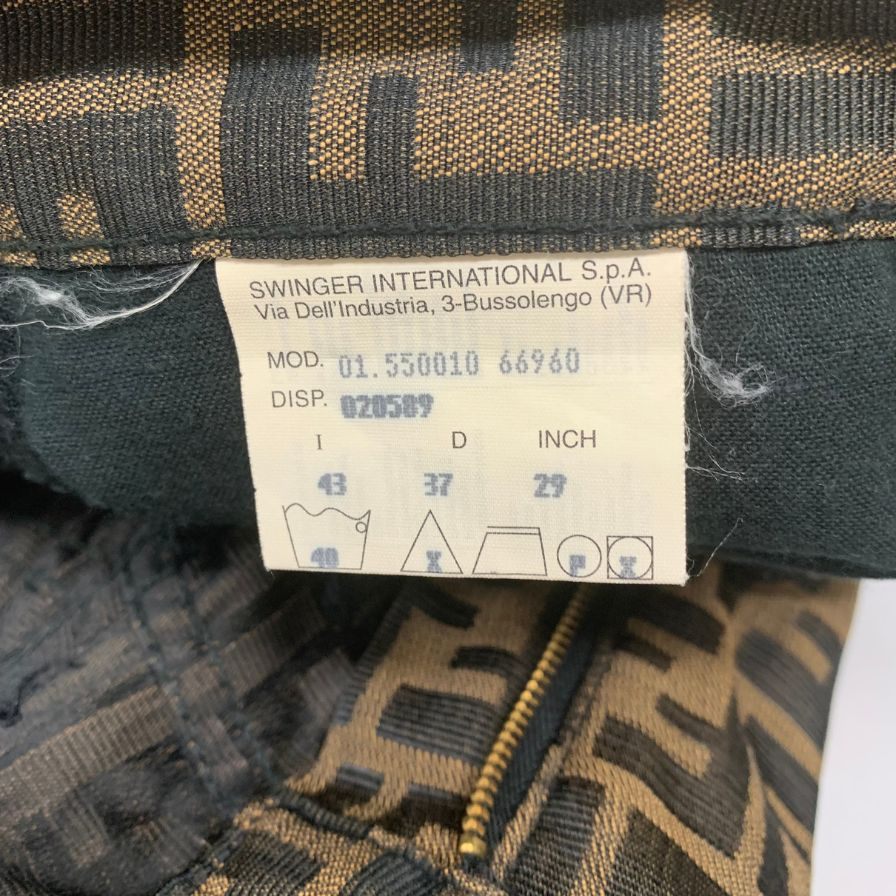 SWINGER INTERNATIONAL S.p.A.
Via Dell'Industria, 3-Bussolengo (VR)
MOD. 01.550010 66960
DISP. 020589
I D INCH
43 37 29
40 X P X